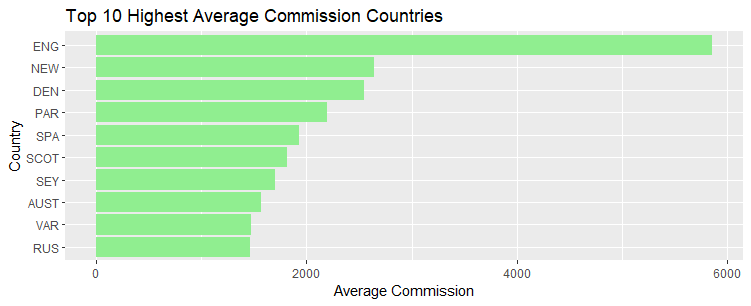 Top 10 Highest Average Commission Countries
Country
ENG
NEW
DEN
PAR
SPA
SCOT
SEY
AUST
VAR
RUS
0 2000 4000 6000
Average Commission